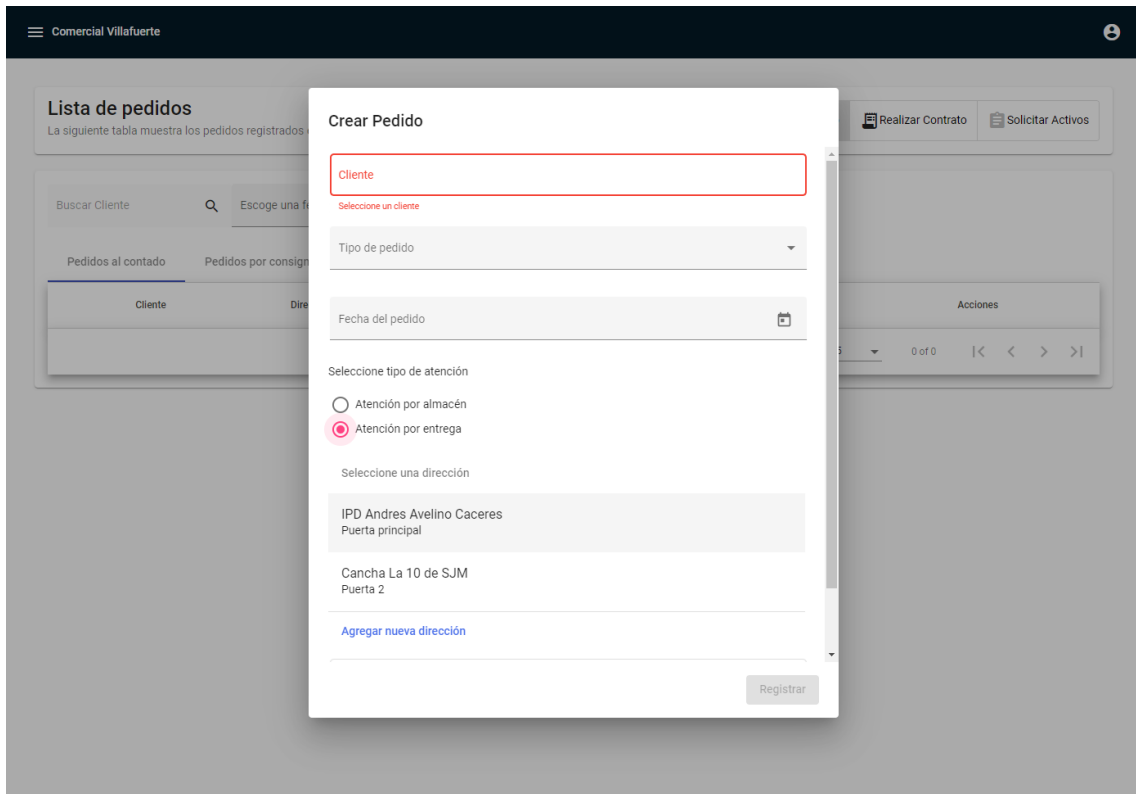 Comercial Villafuerte
Lista de pedidos
La siguiente tabla muestra los pedidos registrados
Realizar Contrato
Solicitar Activos
Buscar Cliente
Escoge una fe
Pedidos al contado
Pedidos por consign
Cliente
Dire
Acciones
5
0 of 0
Crear Pedido
Cliente
Seleccione un cliente
Tipo de pedido
Fecha del pedido
Seleccione tipo de atención
Atención por almacén
Atención por entrega
Seleccione una dirección
IPD Andres Avelino Caceres
Puerta principal
Cancha La 10 de SJM
Puerta 2
Agregar nueva dirección
Registrar